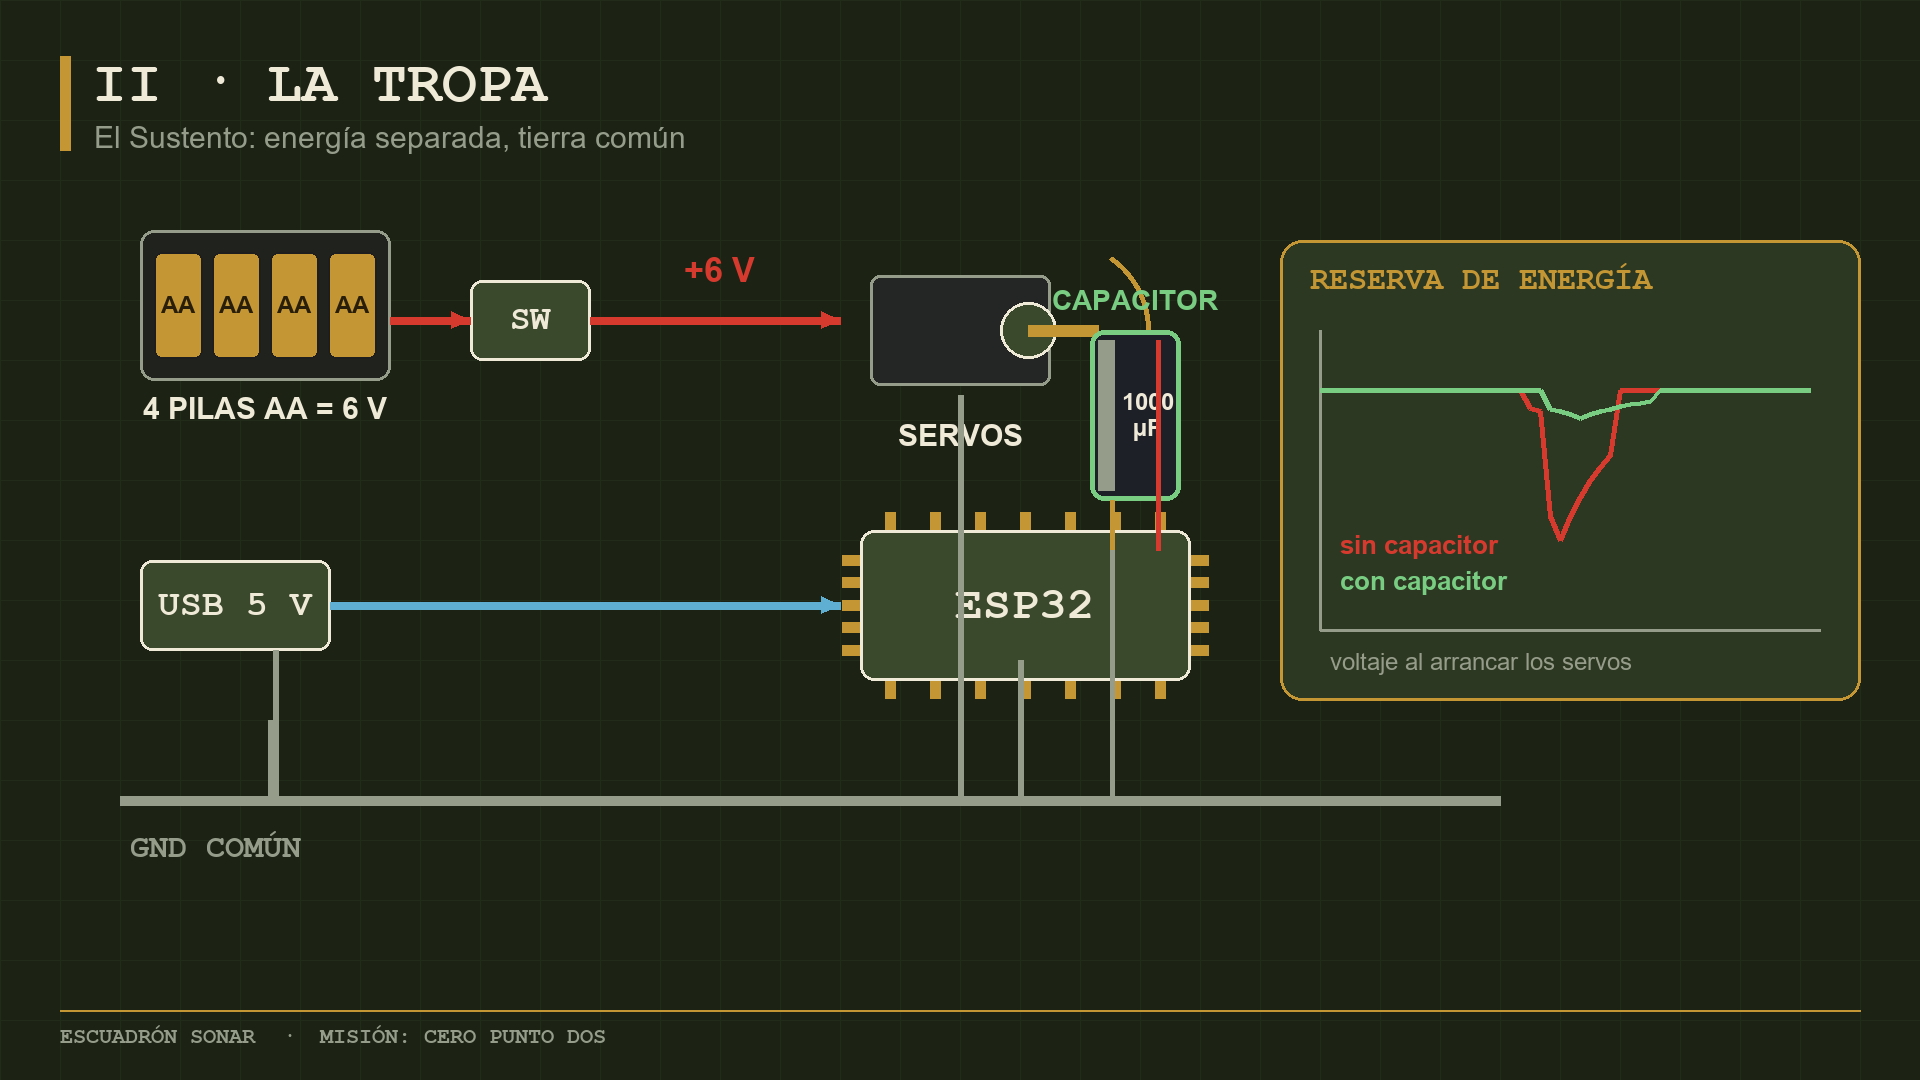 II · LA TROPA
El Sustento: energía separada, tierra común
AA AA AA AA
4 PILAS AA = 6 V
SW
+6 V
SERVOS
CAPACITOR
1000
µF
RESERVA DE ENERGÍA
sin capacitor
con capacitor
voltaje al arrancar los servos
USB 5 V
ESP32
GND COMÚN
ESCUADRÓN SONAR · MISIÓN: CERO PUNTO DOS